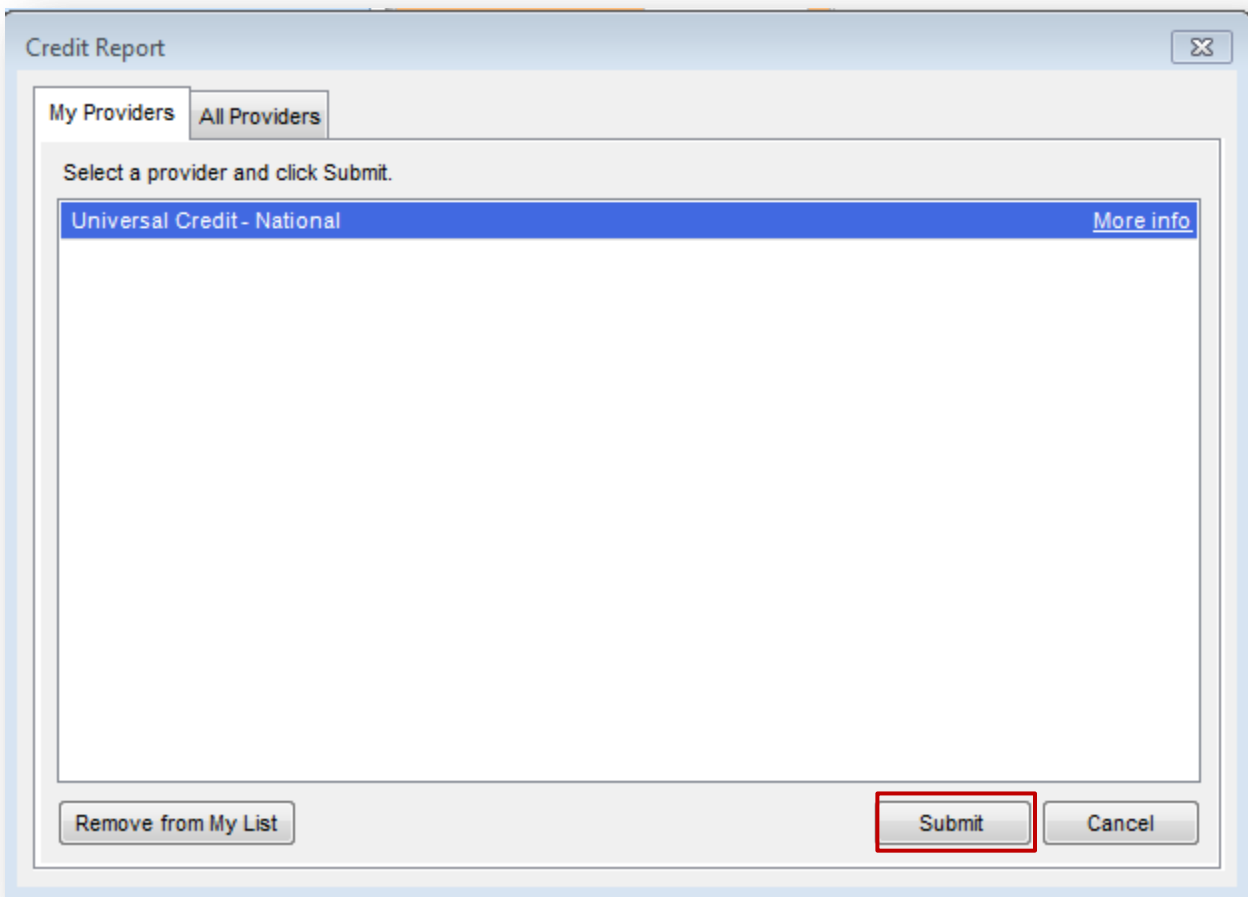 Credit Report
My Providers All Providers
Select a provider and click Submit.
Universal Credit - National More info
Remove from My List Submit Cancel